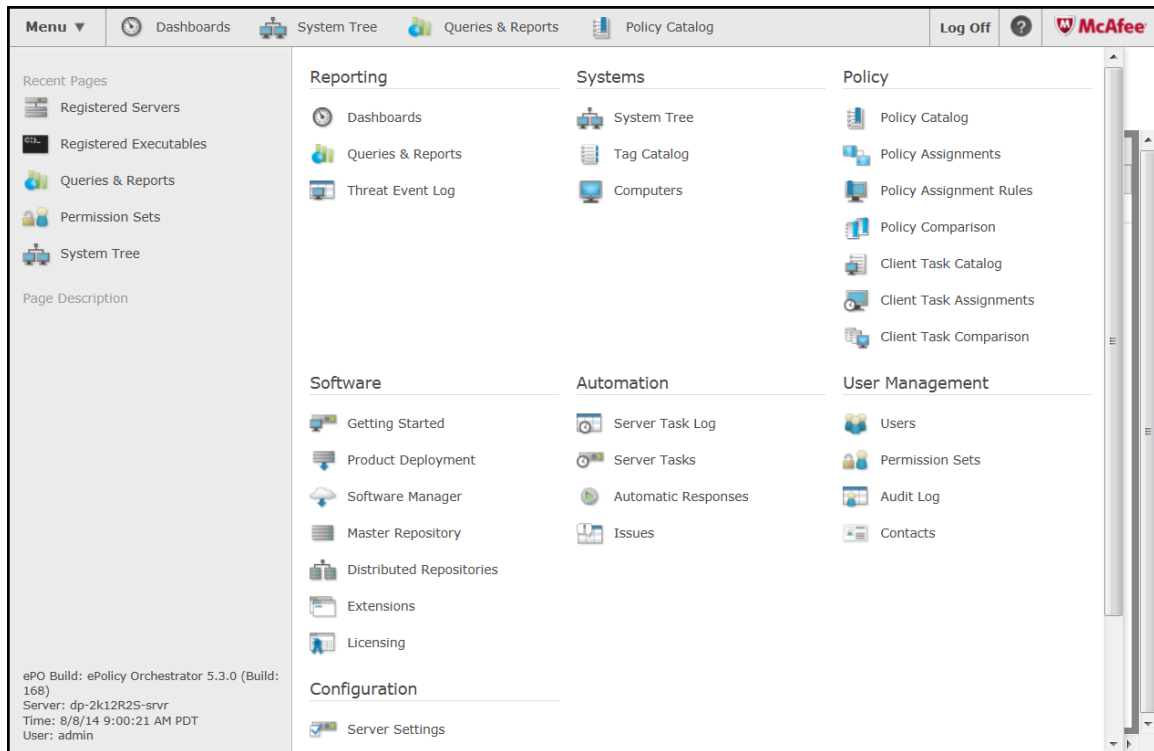 Menu ▼
Dashboards
System Tree
Queries & Reports
Policy Catalog
Log Off
?
McAfee
Recent Pages
Registered Servers
Registered Executables
Queries & Reports
Permission Sets
System Tree
Page Description
ePO Build: ePolicy Orchestrator 5.3.0 (Build:
168)
Server: dp-2k12R2S-srvr
Time: 8/8/14 9:00:21 AM PDT
User: admin
Reporting
Dashboards
Queries & Reports
Threat Event Log
Systems
System Tree
Tag Catalog
Computers
Policy
Policy Catalog
Policy Assignments
Policy Assignment Rules
Policy Comparison
Client Task Catalog
Client Task Assignments
Client Task Comparison
Software
Getting Started
Product Deployment
Software Manager
Master Repository
Distributed Repositories
Extensions
Licensing
Automation
Server Task Log
Server Tasks
Automatic Responses
Issues
User Management
Users
Permission Sets
Audit Log
Contacts
Configuration
Server Settings